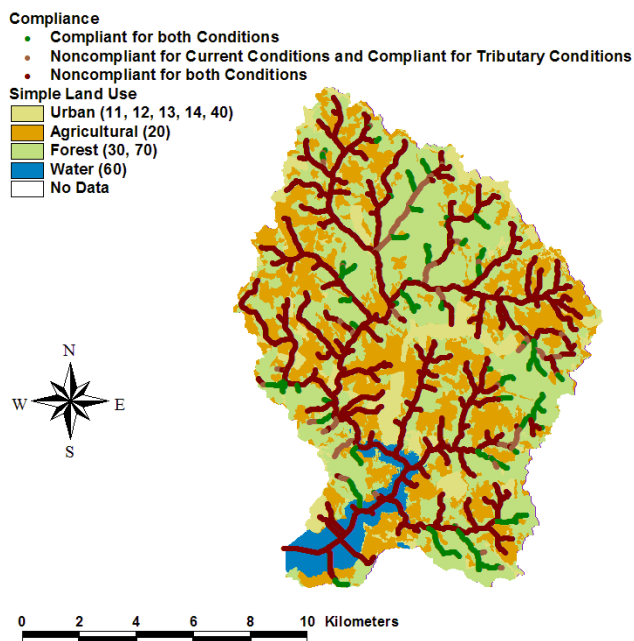 Compliance
Compliant for both Conditions
Noncompliant for Current Conditions and Compliant for Tributary Conditions
Noncompliant for both Conditions
Simple Land Use
Urban (11, 12, 13, 14, 40)
Agricultural (20)
Forest (30, 70)
Water (60)
No Data
N
W E
S
0 2 4 6 8 10 Kilometers